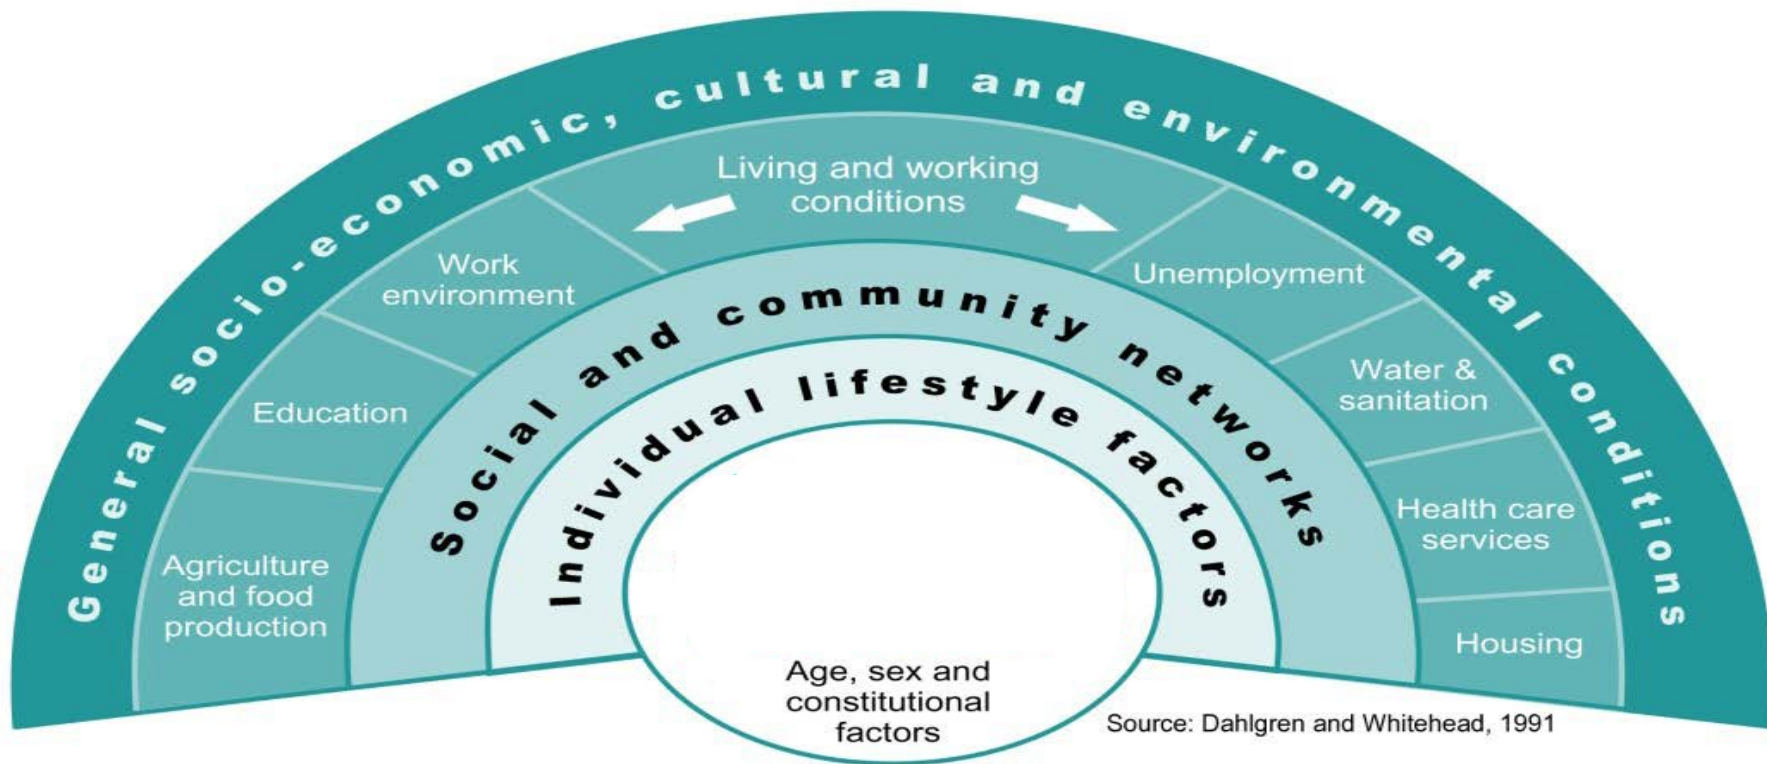 General socio-economic, cultural and environmental conditions
Living and working
conditions
Work
environment
Unemployment
Education
Water &
sanitation
Agriculture
and food
production
Health care
services
Housing
Social and community networks
Individual lifestyle factors
Age, sex and
constitutional
factors
Source: Dahlgren and Whitehead, 1991